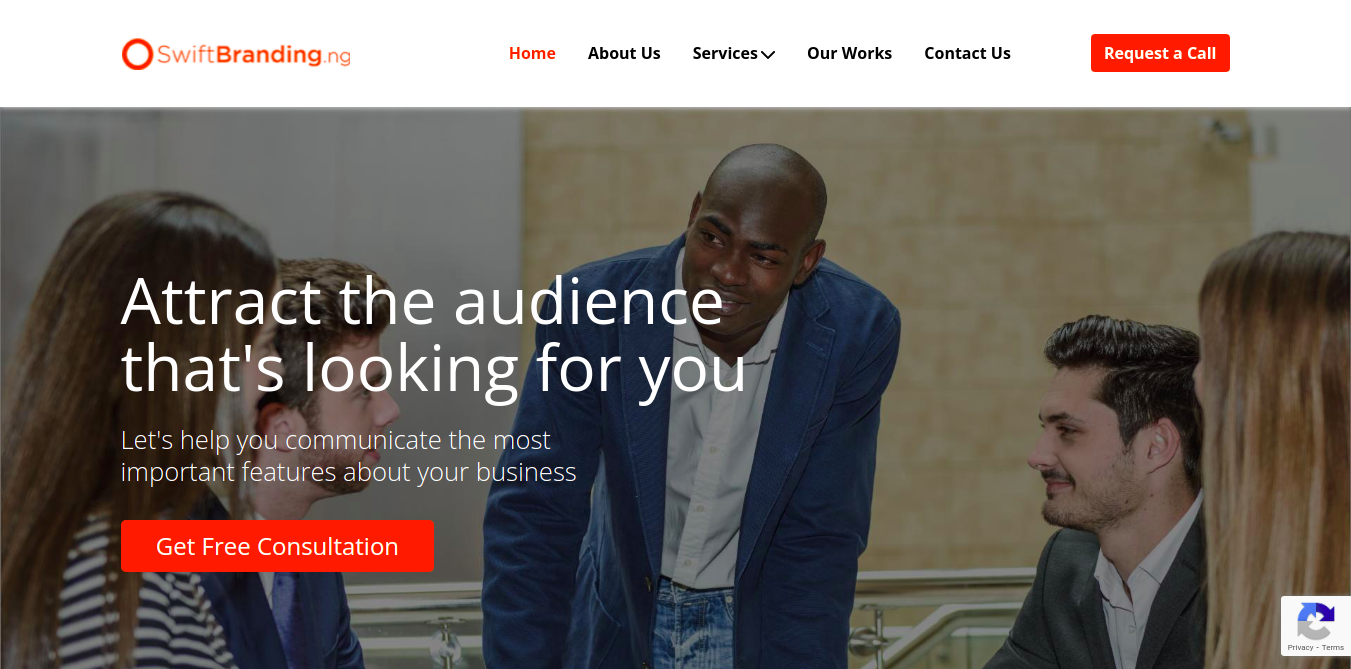 SwiftBranding.ng
Home
About Us
Services
Our Works
Contact Us
Request a Call
Attract the audience
that's looking for you
Let's help you communicate the most
important features about your business
Get Free Consultation
Privacy - Terms